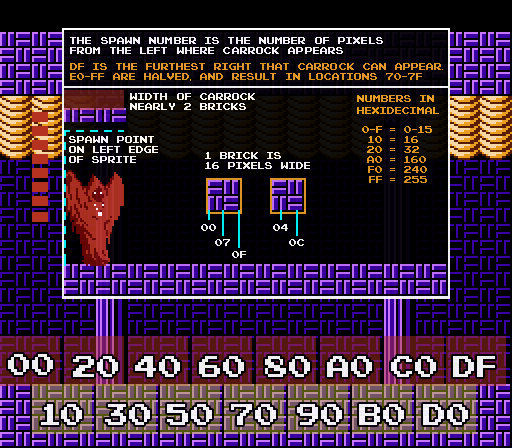 THE SPAWN NUMBER IS THE NUMBER OF PIXELS
FROM THE LEFT WHERE CARROCK APPEARS
DF IS THE FURTHEST RIGHT THAT CARROCK CAN APPEAR.
E0-FF ARE HALVED, AND RESULT IN LOCATIONS 70-7F
WIDTH OF CARROCK
NEARLY 2 BRICKS
NUMBERS IN
HEXIDECIMAL
0-F = 0-15
10 = 16
20 = 32
A0 = 160
F0 = 240
FF = 255
SPAWN POINT
ON LEFT EDGE
OF SPRITE
1 BRICK IS
16 PIXELS WIDE
00
07
0F
04
0C
00 20 40 60 80 A0 C0 DF
10 30 50 70 90 B0 D0